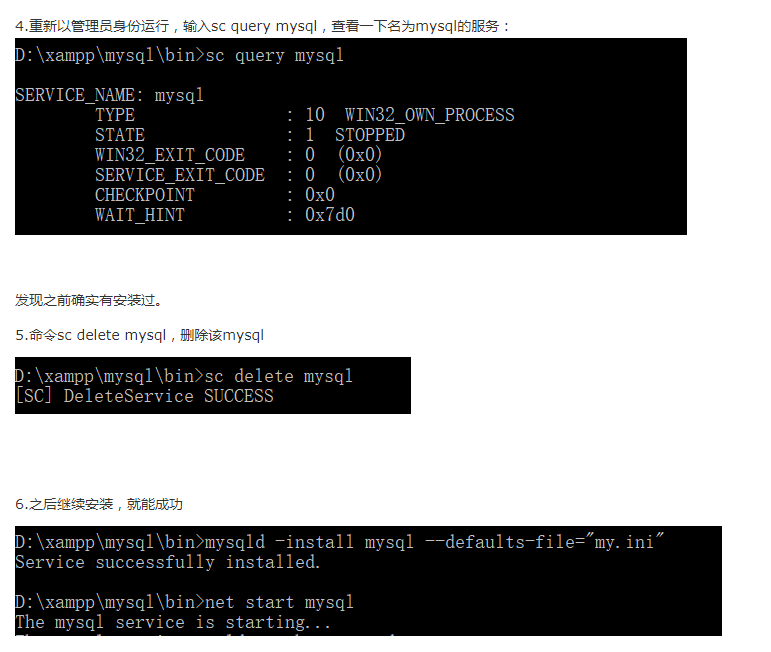 4.重新以管理员身份运行，输入sc query mysql，查看一下名为mysql的服务：
D:\xampp\mysql\bin>sc query mysql
SERVICE_NAME: mysql
TYPE : 10 WIN32_OWN_PROCESS
STATE : 1 STOPPED
WIN32_EXIT_CODE : 0 (0x0)
SERVICE_EXIT_CODE : 0 (0x0)
CHECKPOINT : 0x0
WAIT_HINT : 0x7d0
发现之前确实有安装过。
5.命令sc delete mysql，删除该mysql
D:\xampp\mysql\bin>sc delete mysql
[SC] DeleteService SUCCESS
6.之后继续安装，就能成功
D:\xampp\mysql\bin>mysqld -install mysql --defaults-file="my.ini"
Service successfully installed.
D:\xampp\mysql\bin>net start mysql
The mysql service is starting...